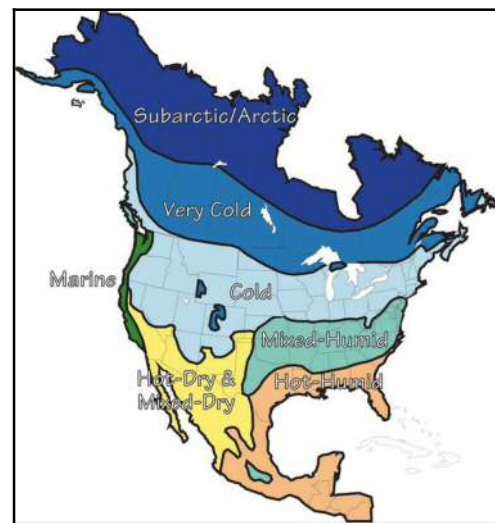 Subarctic/Arctic
Very Cold
Marine
Cold
Mixed-Humid
Hot-Dry &
Mixed-Dry
Hot-Humid